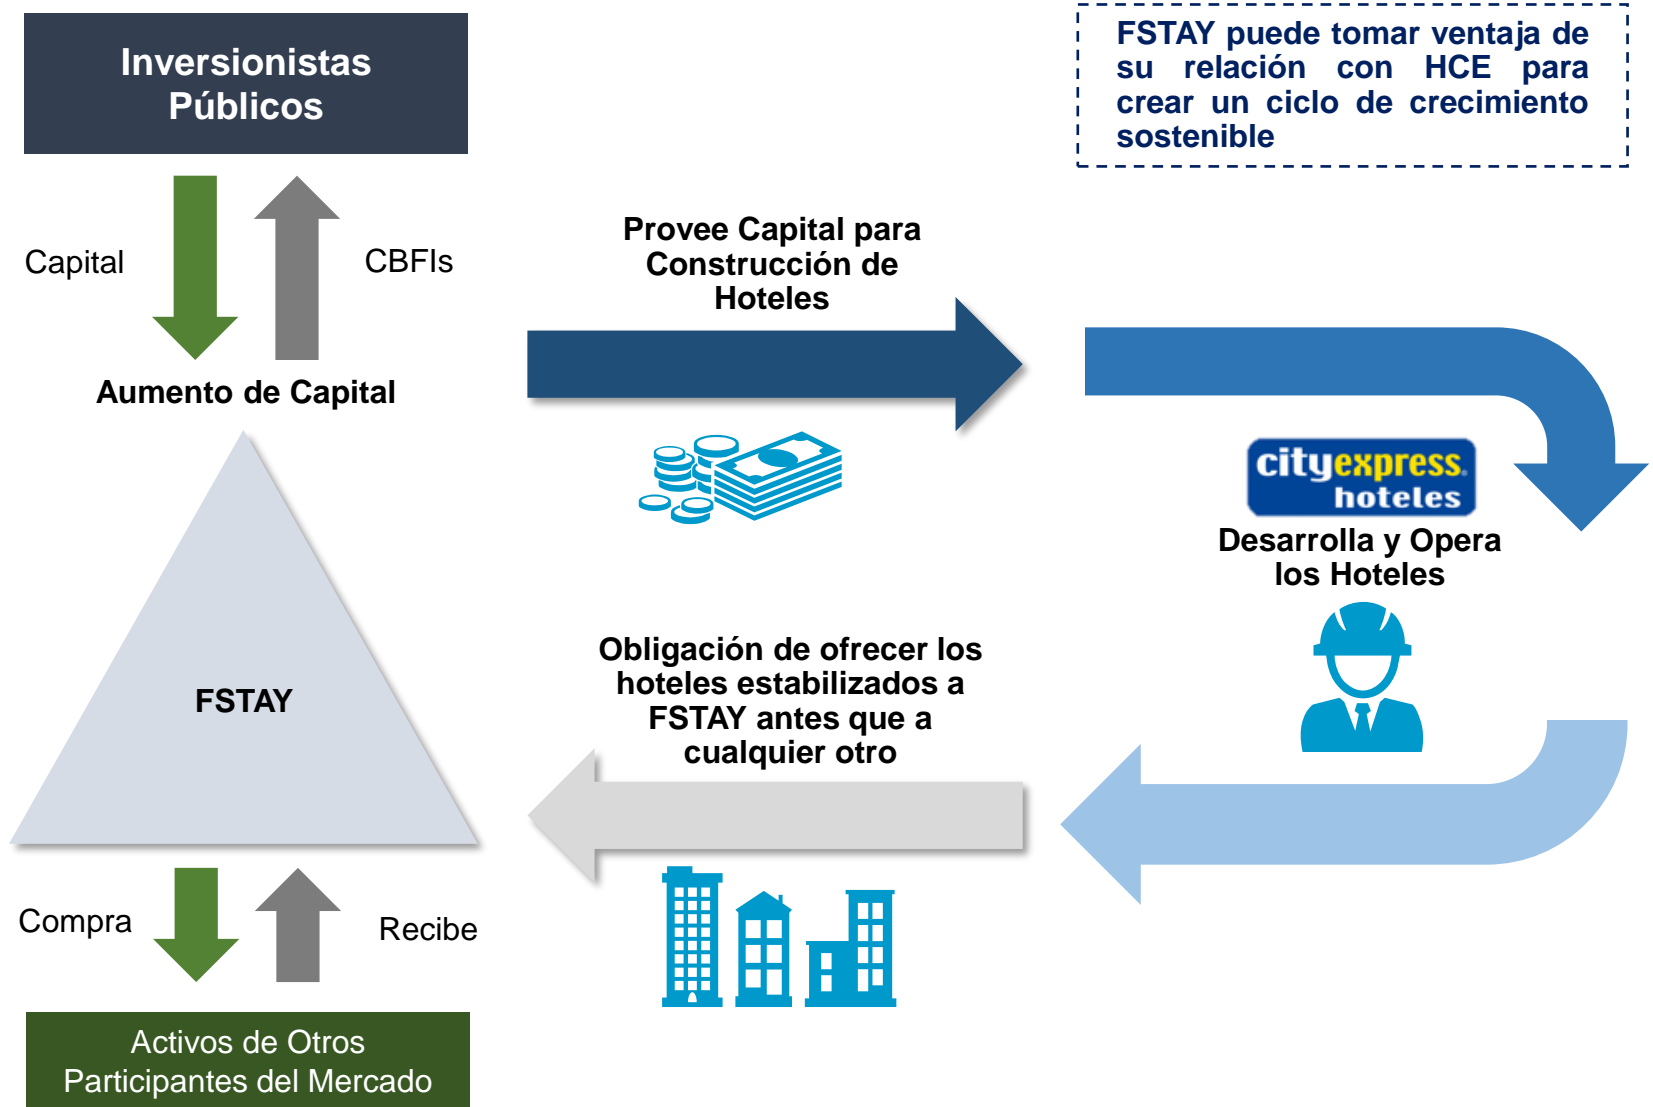 Inversionistas
Públicos
FSTAY puede tomar ventaja de
su relación con HCE para
crear un ciclo de crecimiento
sostenible
Capital
CBFIs
Provee Capital para
Construcción de
Hoteles
Aumento de Capital
cityexpress.
hoteles
Desarrolla y Opera
los Hoteles
FSTAY
Obligación de ofrecer los
hoteles estabilizados a
FSTAY antes que a
cualquier otro
Compra
Recibe
Activos de Otros
Participantes del Mercado